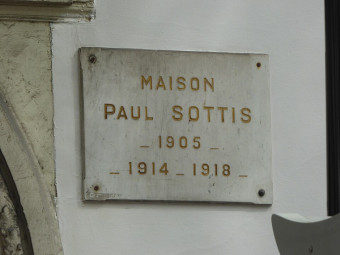 MAISON
PAUL SOTTIS
_ 1905 _
_ 1914 _ 1918 _